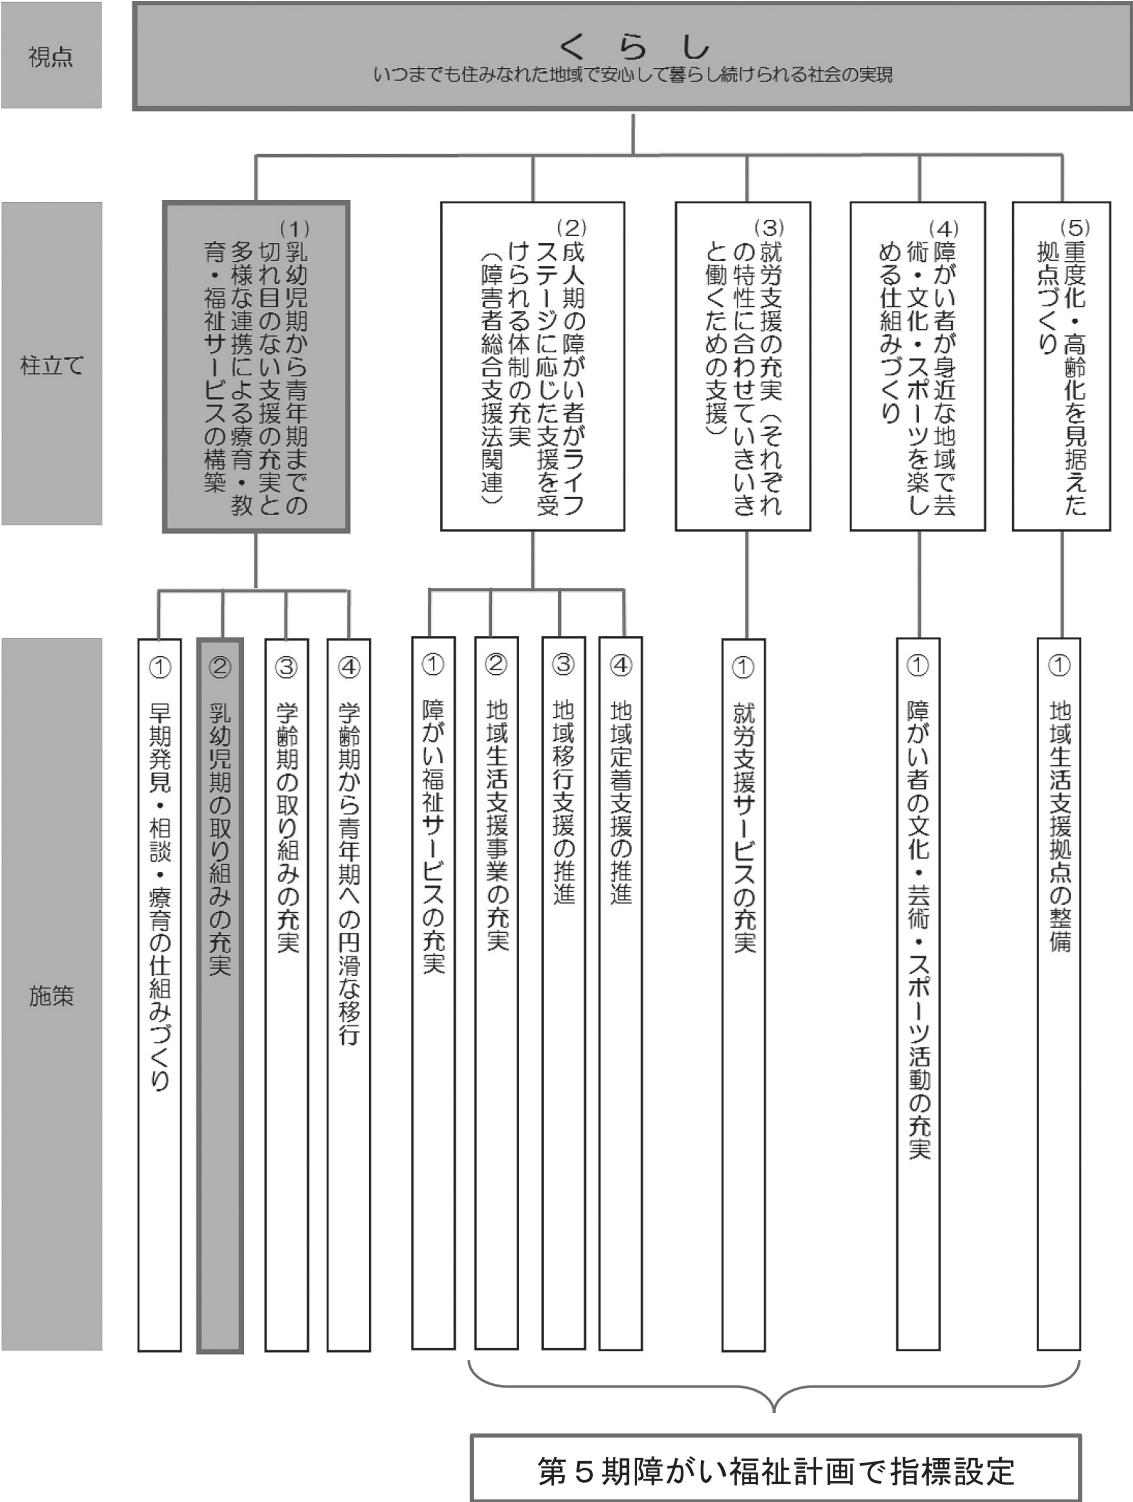 視点
くらし
いつまでも住みなれた地域で安心して暮らし続けられる社会の実現
柱立て
(1)
乳幼児期から青年期までの
切れ目のない支援の充実と
多様な連携による療育・教
育・福祉サービスの構築
(2)
成人期の障がい者がライフ
ステージに応じた支援を受
けられる体制の充実
（障害者総合支援法関連）
(3)
就労支援の充実（それぞれ
の特性に合わせていきいき
と働くための支援）
(4)
障がい者が身近な地域で芸
術・文化・スポーツを楽し
める仕組みづくり
(5)
重度化・高齢化を見据えた
拠点づくり
施策
① 早期発見・相談・療育の仕組みづくり
② 乳幼児期の取り組みの充実
③ 学齢期の取り組みの充実
④ 学齢期から青年期への円滑な移行
① 障がい福祉サービスの充実
② 地域生活支援事業の充実
③ 地域移行支援の推進
④ 地域定着支援の推進
① 就労支援サービスの充実
① 障がい者の文化・芸術・スポーツ活動の充実
① 地域生活支援拠点の整備
第５期障がい福祉計画で指標設定